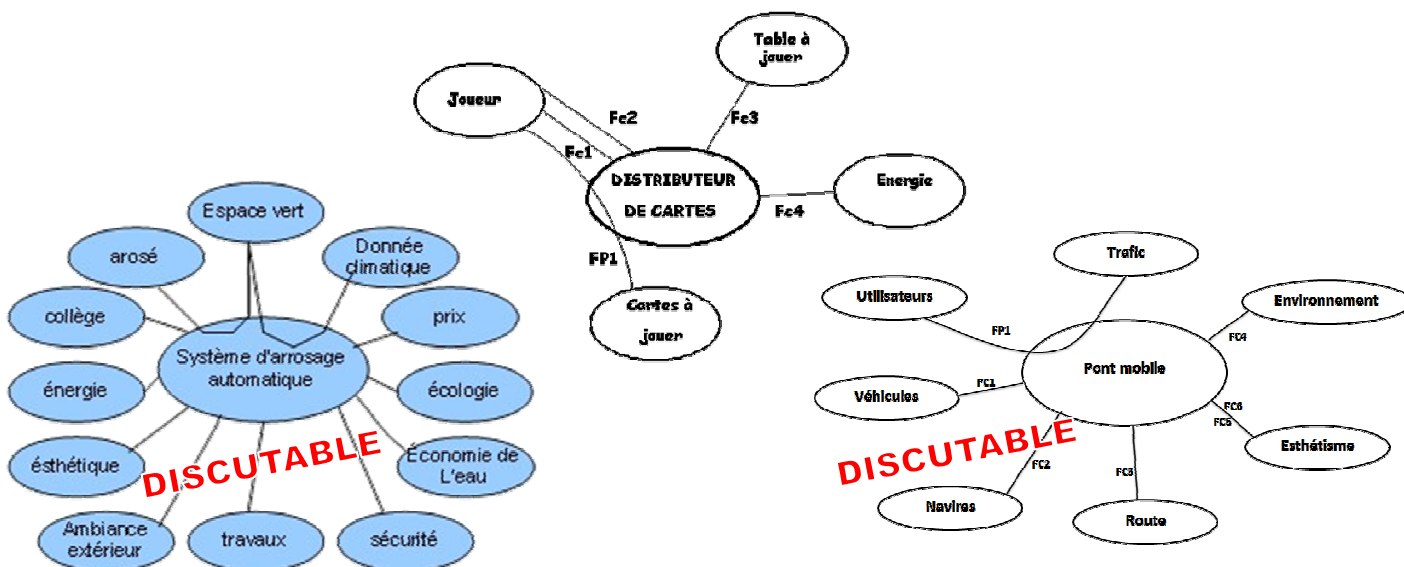 Table à
jouer
Joueur
Fc2
Fc3
Fc1
DISTRIBUTEUR
DE CARTES
Energie
Fc4
FP1
Cartes à
jouer
Espace vert
arosé
Donnée
climatique
collège
prix
Système d'arrosage
automatique
énergie
écologie
ésthétique
DISCUTABLE
Économie de
L'eau
Ambiance
extérieur
travaux
sécurité
Trafic
Utilisateurs
Environnement
FP1
FC4
Pont mobile
FC1
Véhicules
FC6
FC5
DISCUTABLE
Esthétisme
FC2
FC3
Navires
Route